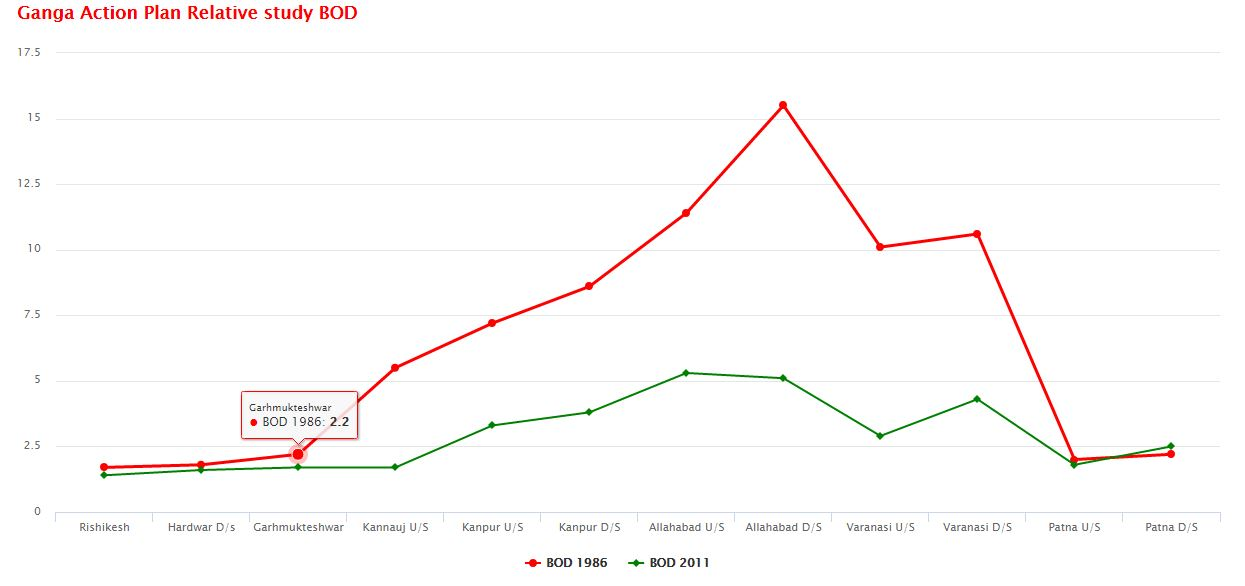 Ganga Action Plan Relative study BOD
17.5
15
12.5
10
7.5
5
2.5
0
Garhmukteshwar
BOD 1986: 2.2
Rishikesh Hardwar D/s Garhmukteshwar Kannauj U/S Kanpur U/S Kanpur D/S Allahabad U/S Allahabad D/S Varanasi U/S Varanasi D/S Patna U/S Patna D/S
BOD 1986 BOD 2011